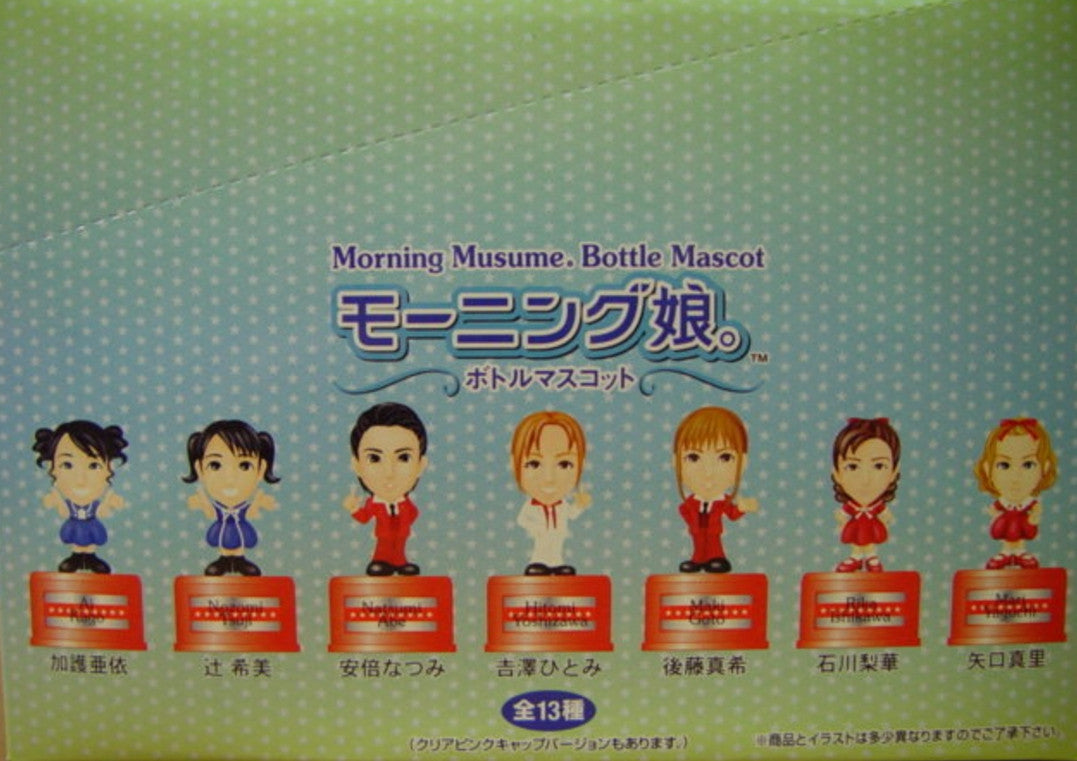 Morning Musume. Bottle Mascot
モーニング娘。™
ボトルマスコット
Ai Kago
Nozomi Tsuji
Natsumi Abe
Hitomi Yoshizawa
Maki Goto
Rika Ishikawa
Mari Yaguchi
加護亜依
辻 希美
安倍なつみ
吉澤ひとみ
後藤真希
石川梨華
矢口真里
全13種
(クリアピンクキャップバージョンもあります。)
※商品とイラストは多少異なりますのでご了承下さい。